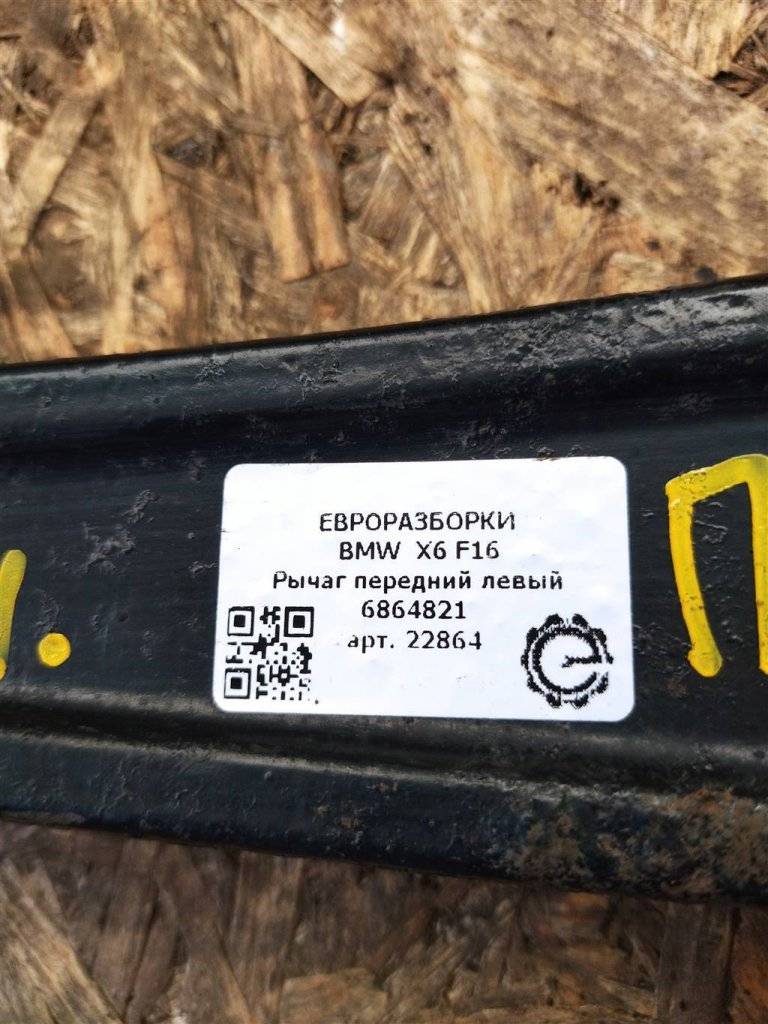 ЕВРОРАЗБОРКИ
BMW X6 F16
Рычаг передний левый
6864821
арт. 22864
П